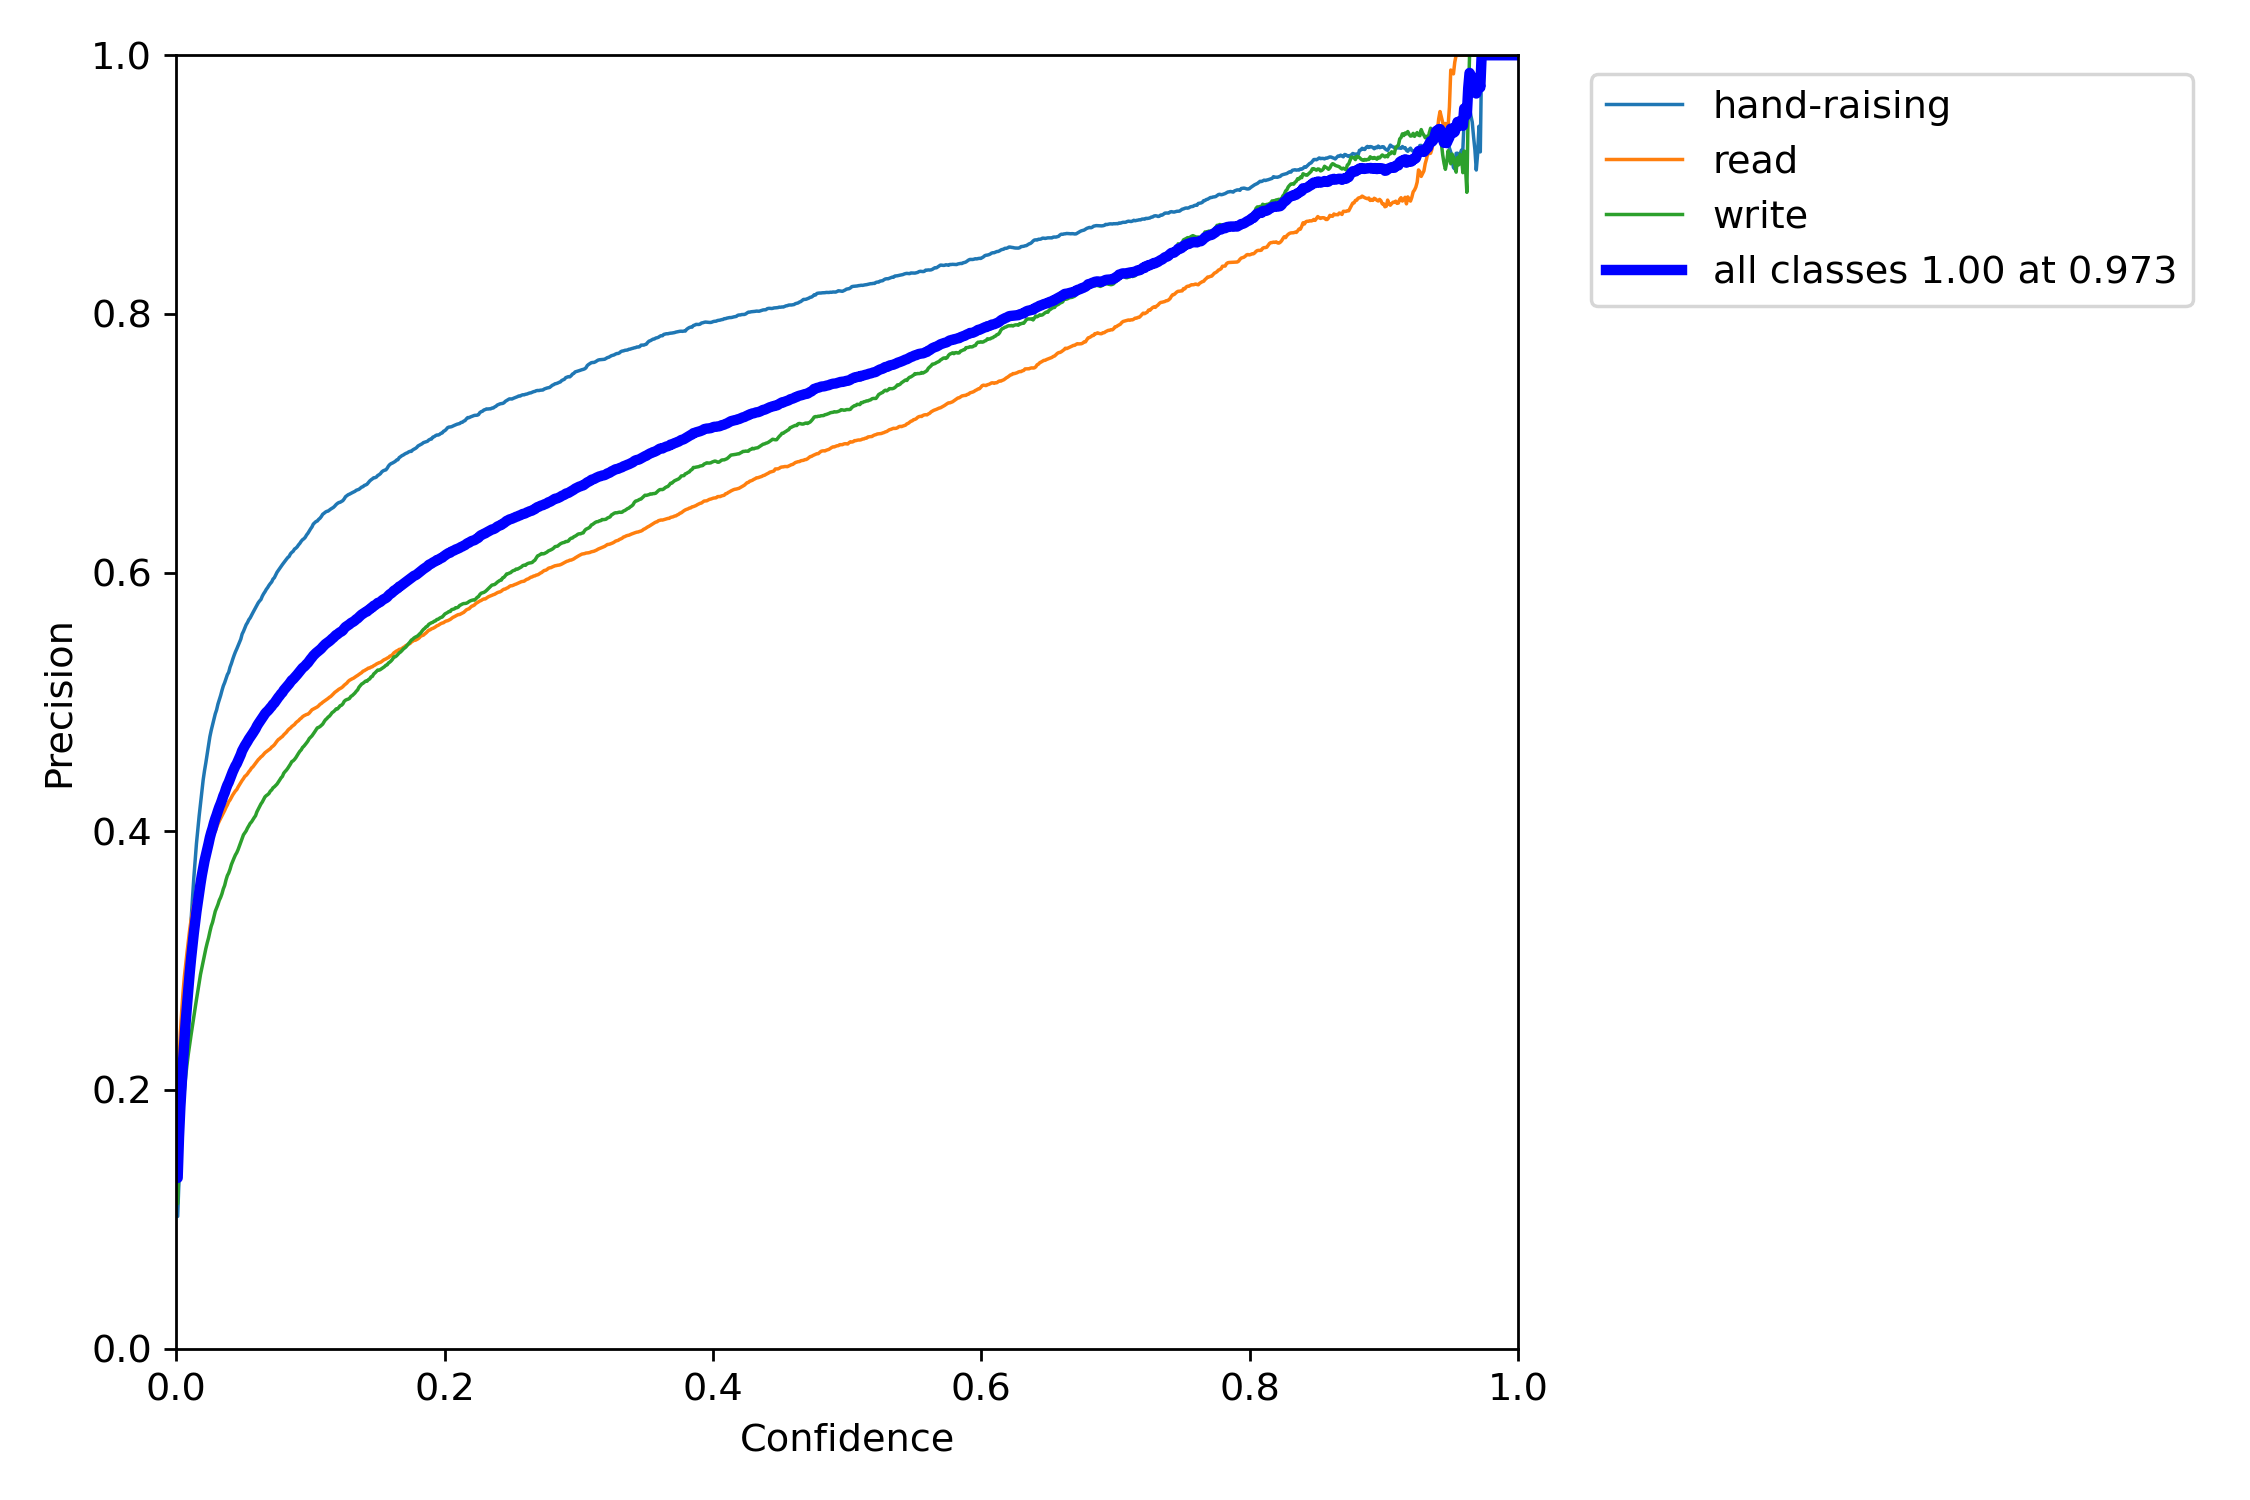 1.0
0.8
0.6
0.4
0.2
0.0
Precision
0.0 0.2 0.4 0.6 0.8 1.0
Confidence
hand-raising
read
write
all classes 1.00 at 0.973